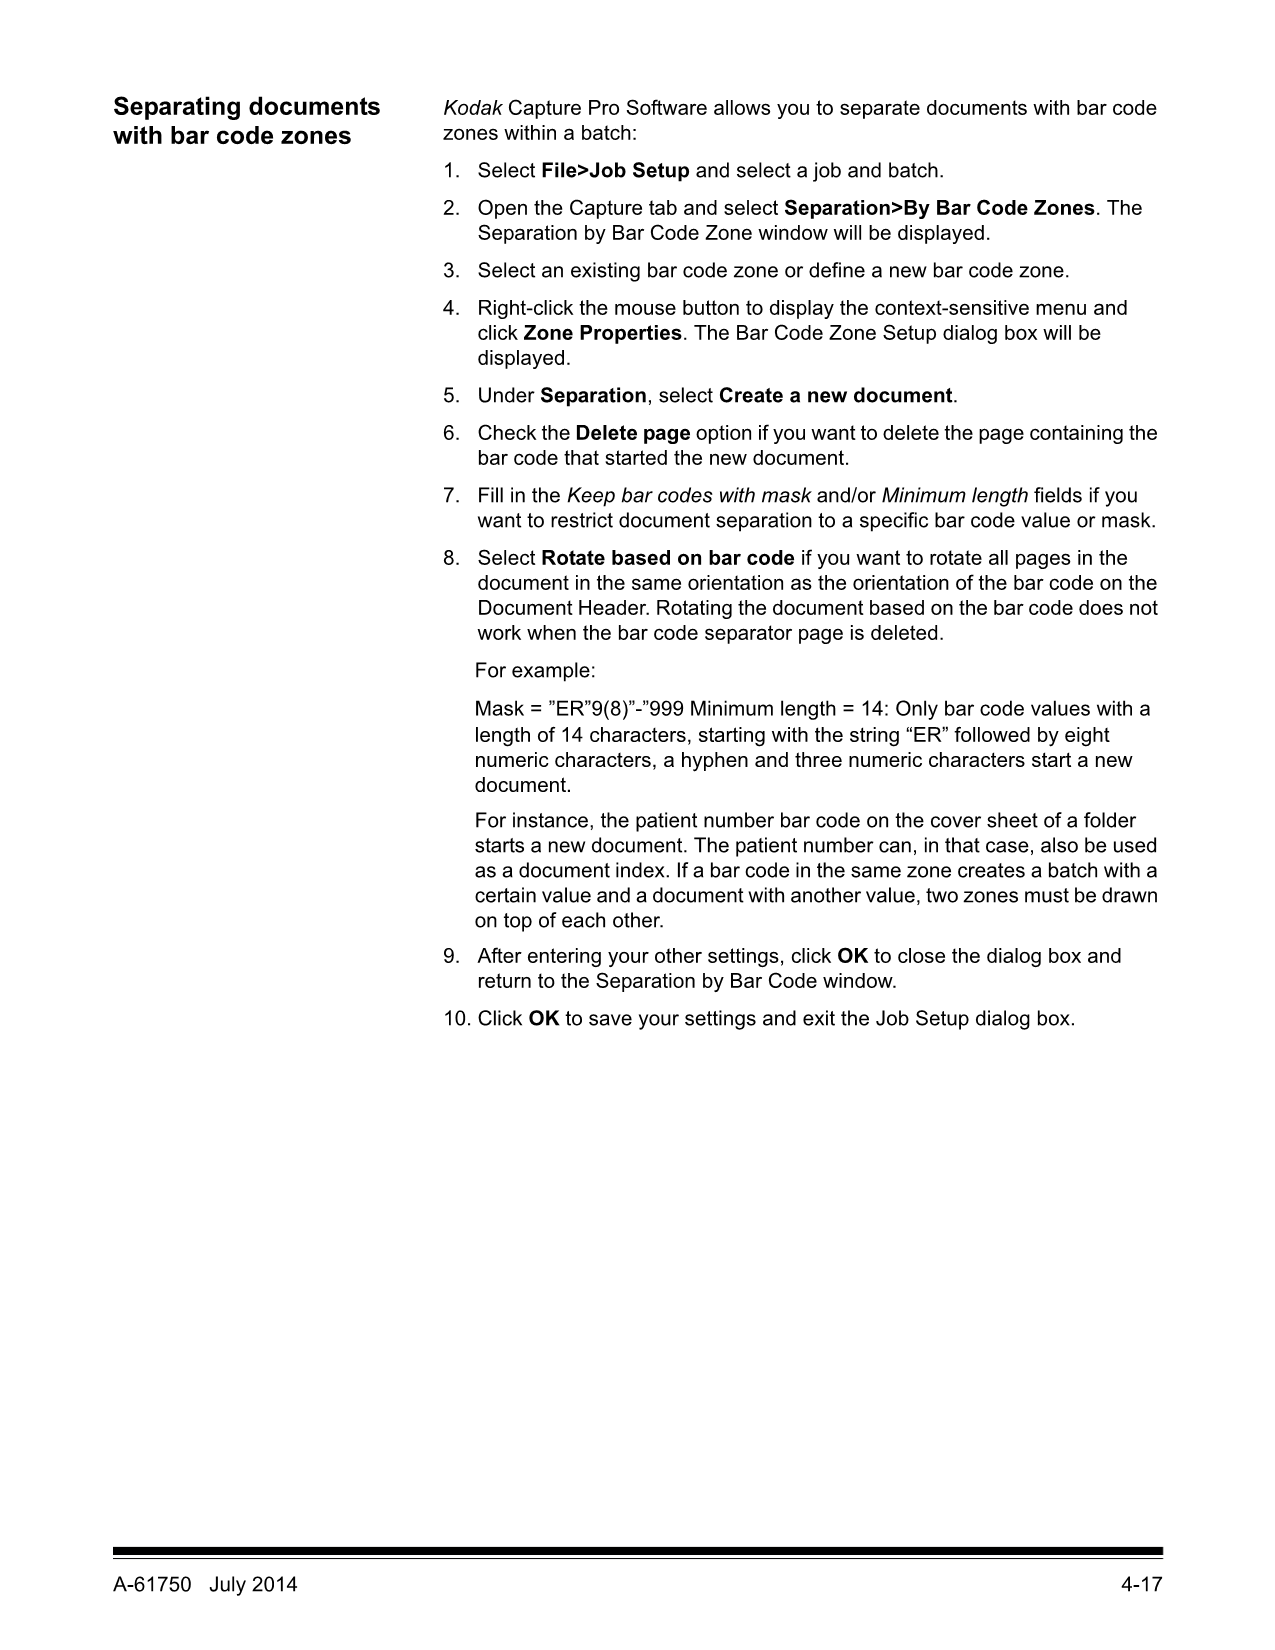 Separating documents
with bar code zones
Kodak Capture Pro Software allows you to separate documents with bar code
zones within a batch:
1. Select File>Job Setup and select a job and batch.
2. Open the Capture tab and select Separation>By Bar Code Zones. The
Separation by Bar Code Zone window will be displayed.
3. Select an existing bar code zone or define a new bar code zone.
4. Right-click the mouse button to display the context-sensitive menu and
click Zone Properties. The Bar Code Zone Setup dialog box will be
displayed.
5. Under Separation, select Create a new document.
6. Check the Delete page option if you want to delete the page containing the
bar code that started the new document.
7. Fill in the Keep bar codes with mask and/or Minimum length fields if you
want to restrict document separation to a specific bar code value or mask.
8. Select Rotate based on bar code if you want to rotate all pages in the
document in the same orientation as the orientation of the bar code on the
Document Header. Rotating the document based on the bar code does not
work when the bar code separator page is deleted.
For example:
Mask = ”ER”9(8)”-”999 Minimum length = 14: Only bar code values with a
length of 14 characters, starting with the string “ER” followed by eight
numeric characters, a hyphen and three numeric characters start a new
document.
For instance, the patient number bar code on the cover sheet of a folder
starts a new document. The patient number can, in that case, also be used
as a document index. If a bar code in the same zone creates a batch with a
certain value and a document with another value, two zones must be drawn
on top of each other.
9. After entering your other settings, click OK to close the dialog box and
return to the Separation by Bar Code window.
10. Click OK to save your settings and exit the Job Setup dialog box.
A-61750 July 2014
4-17